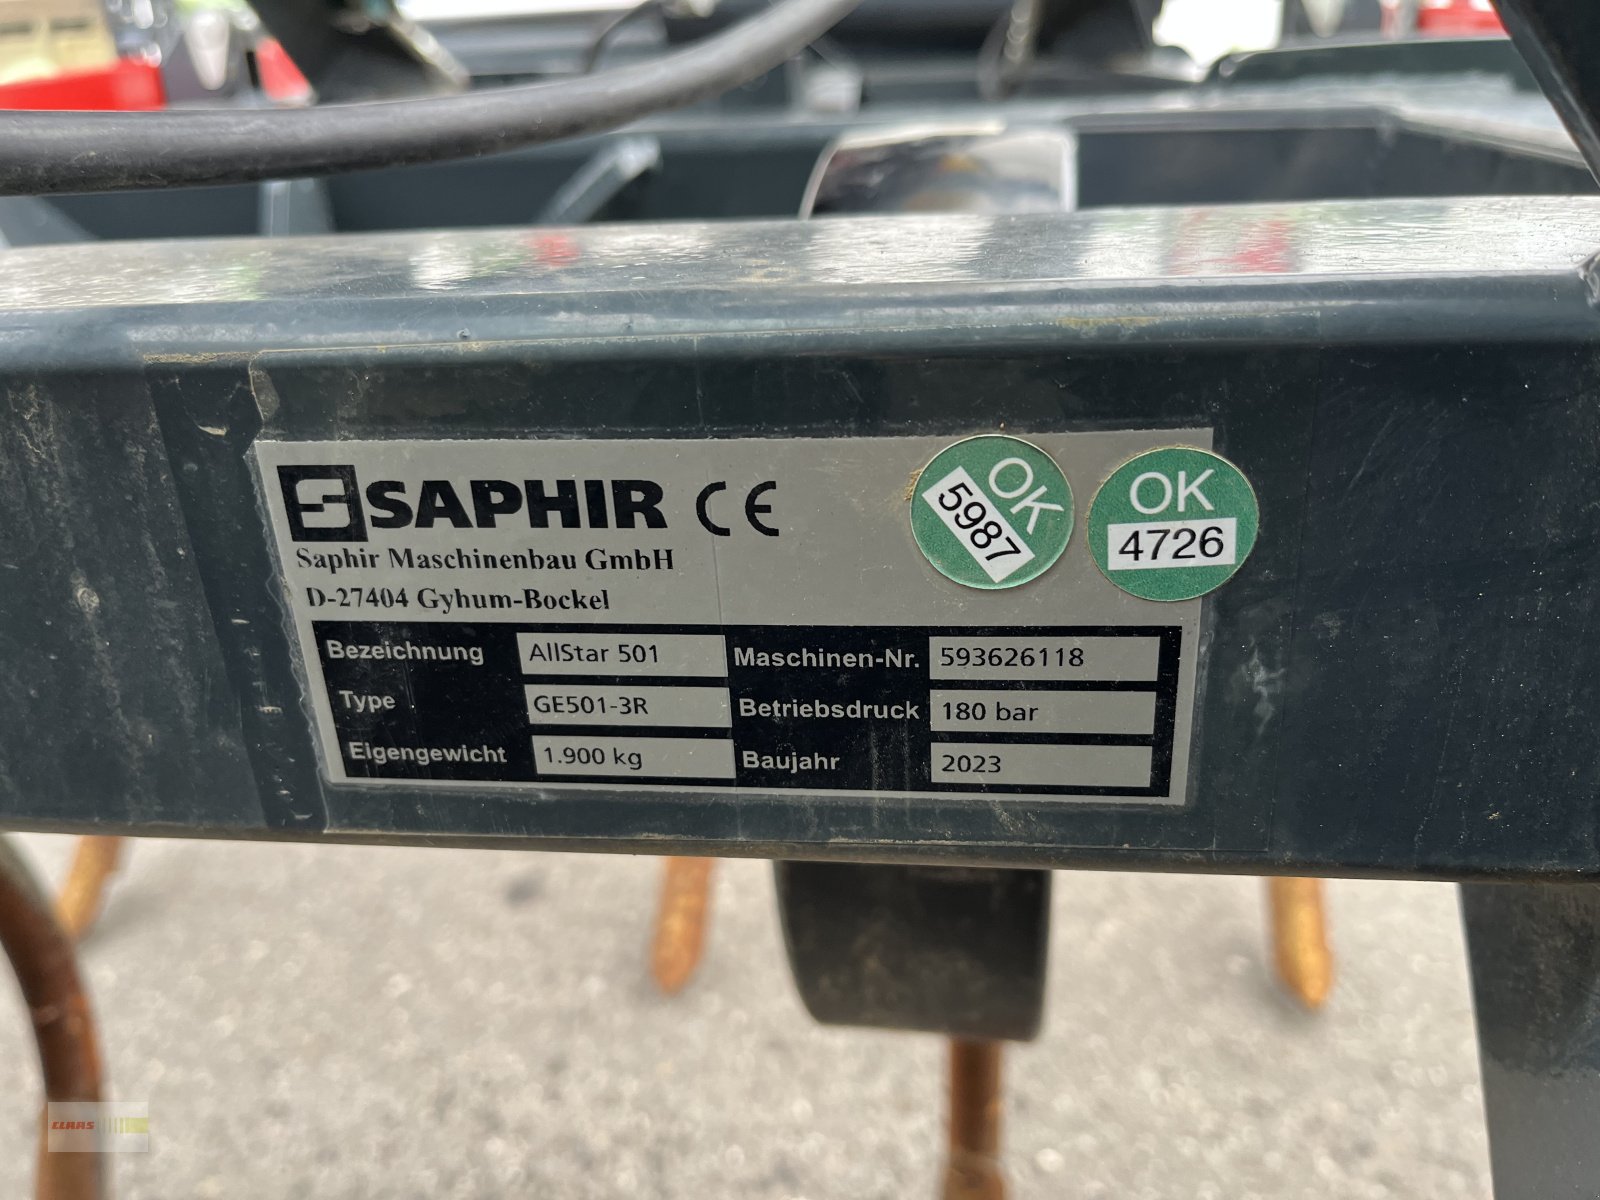 SAPHIR CE
Saphir Maschinenbau GmbH
D-27404 Gyhum-Bockel
OK
5987
OK
4726
Bezeichnung AllStar 501 Maschinen-Nr. 593626118
Type GE501-3R Betriebsdruck 180 bar
Eigengewicht 1.900 kg Baujahr 2023
CLAAS